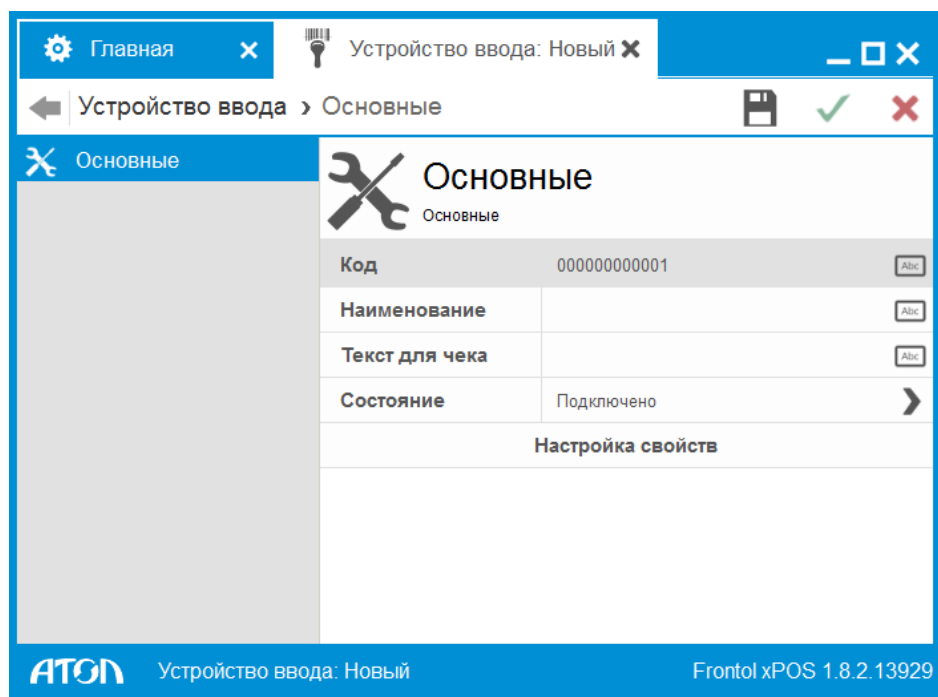 Главная
Устройство ввода: Новый
Устройство ввода › Основные
Основные
Основные
Основные
Код 000000000001 Abc
Наименование Abc
Текст для чека Abc
Состояние Подключено
Настройка свойств
ATOL Устройство ввода: Новый Frontol xPOS 1.8.2.13929